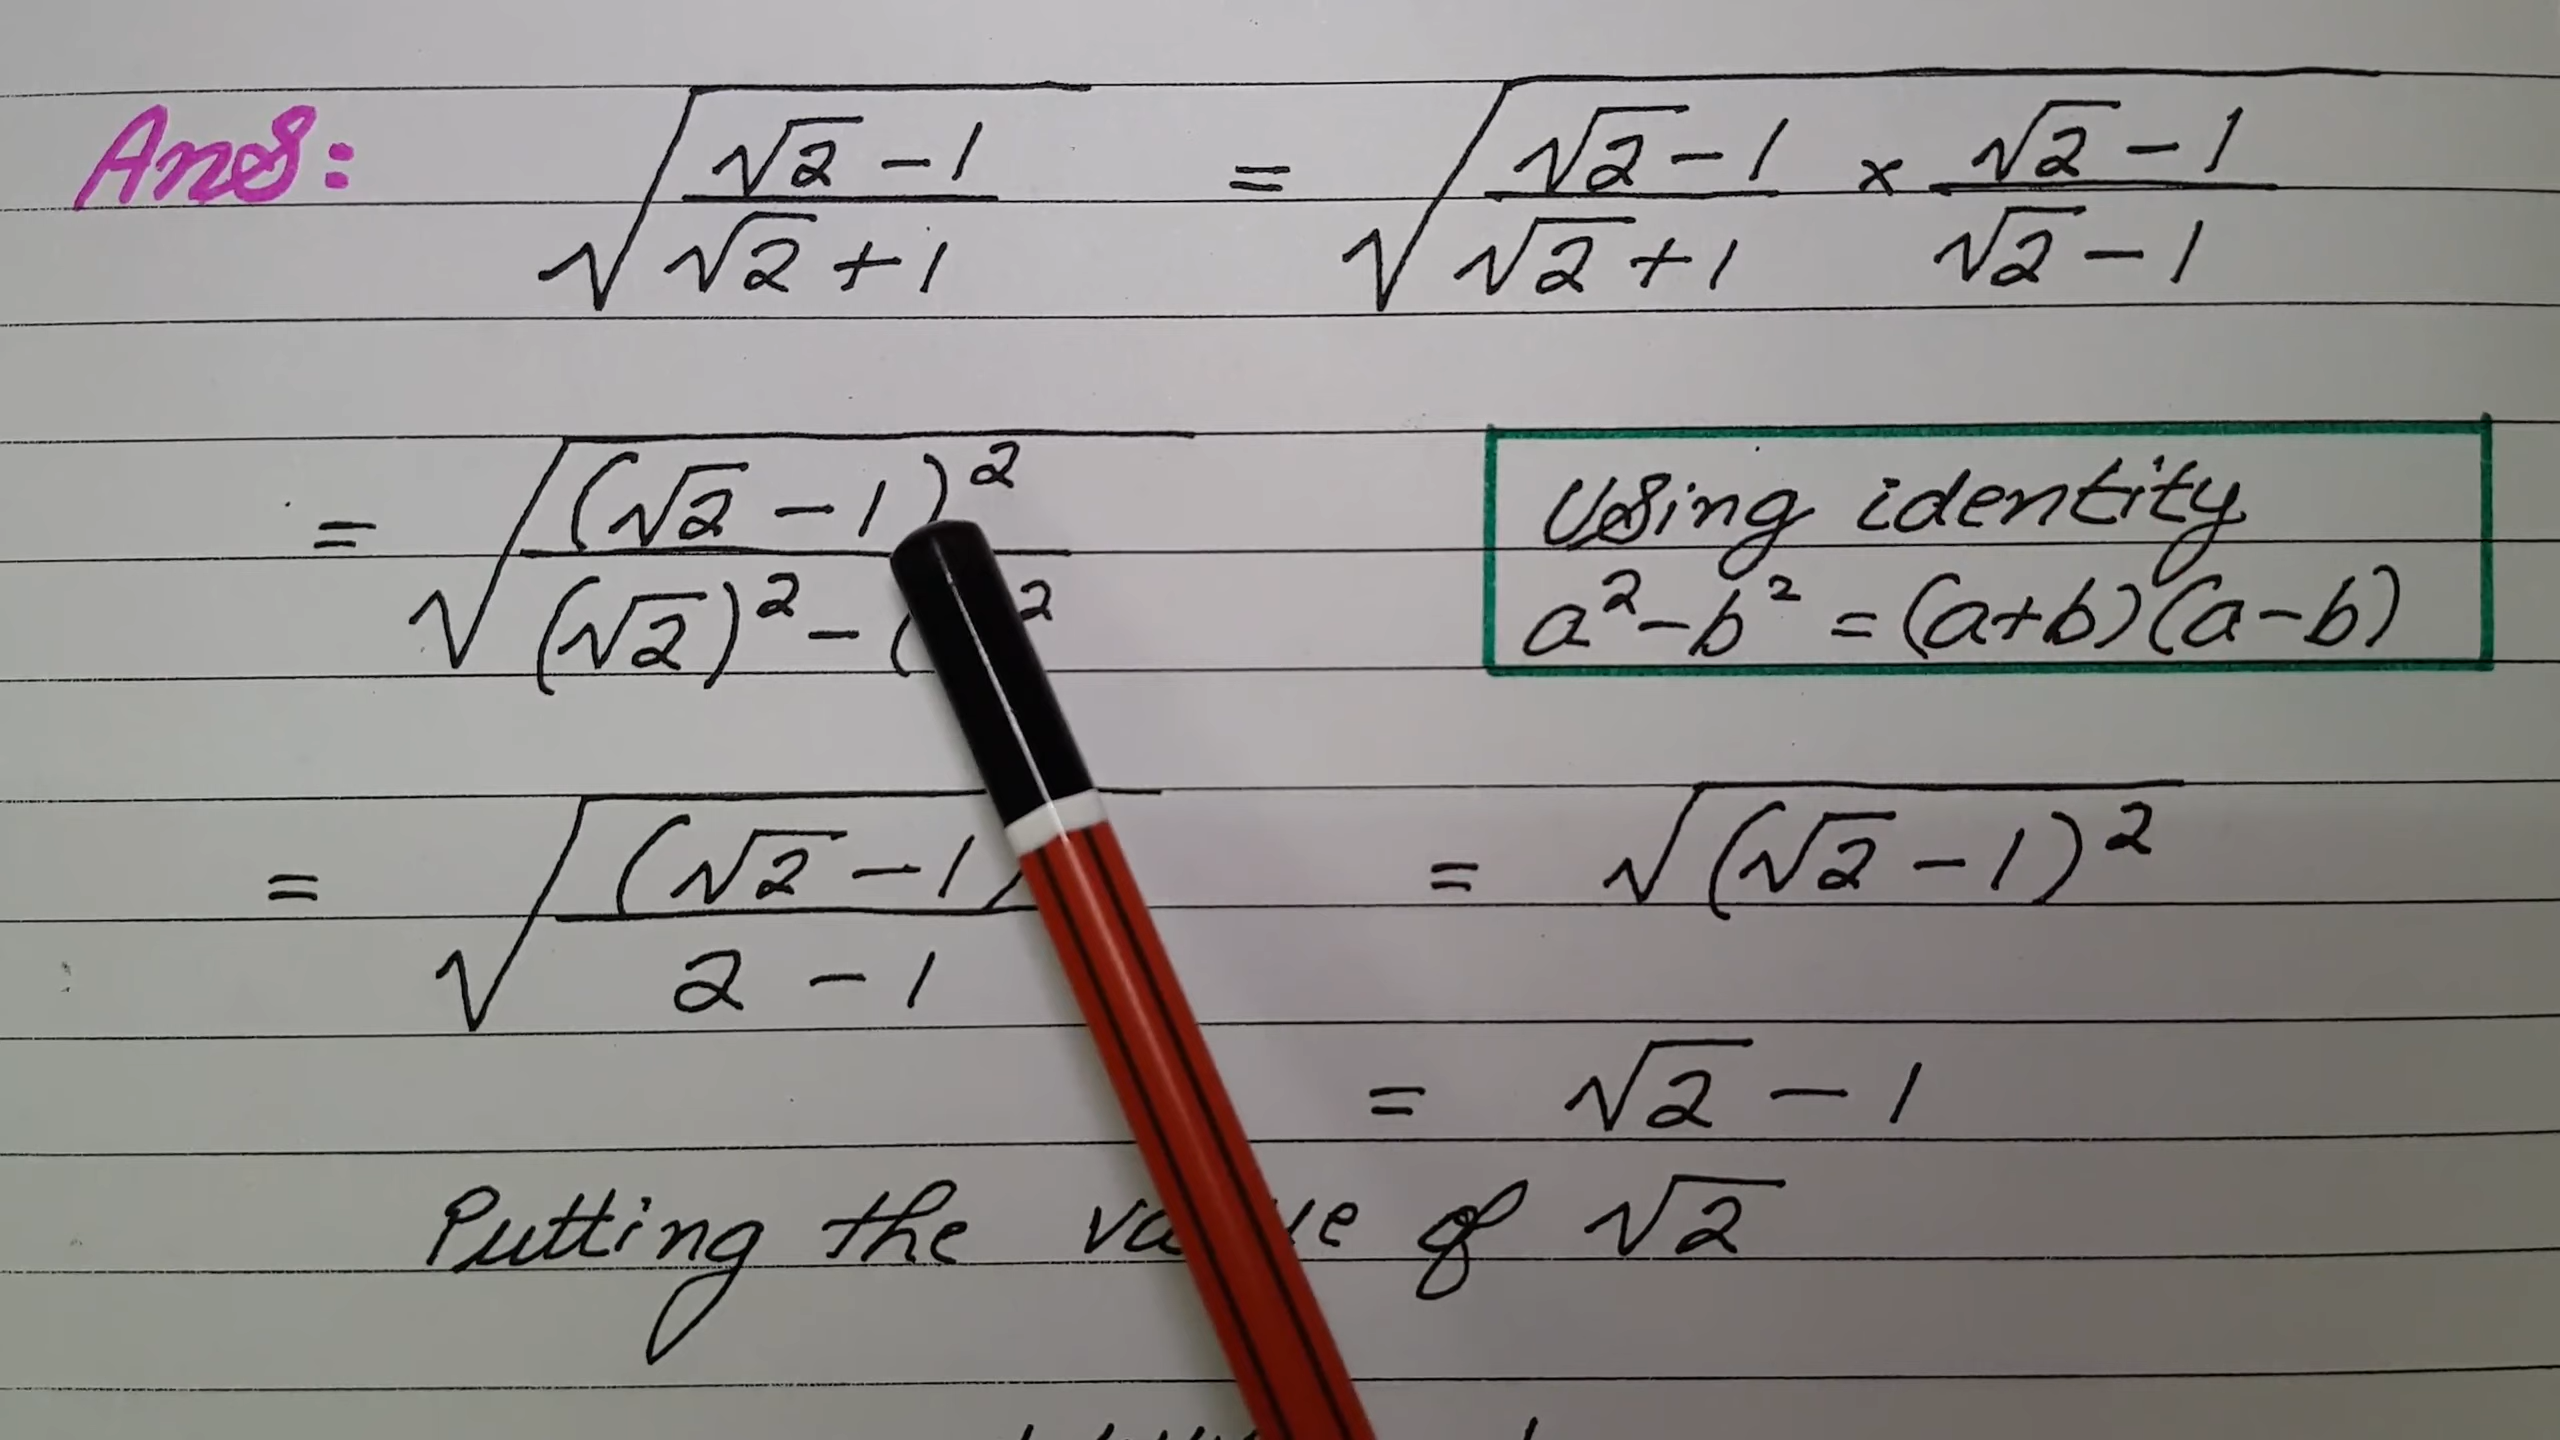 Ans: √((√2 - 1)/(√2 + 1)) = √((√2 - 1)/(√2 + 1) × (√2 - 1)/(√2 - 1))
= √((√2 - 1)²/((√2)² - ( ²))
Using identity
a² - b² = (a+b)(a-b)
= √((√2 - 1)/(2 - 1)) = √((√2 - 1)²)
= √2 - 1
Putting the of √2